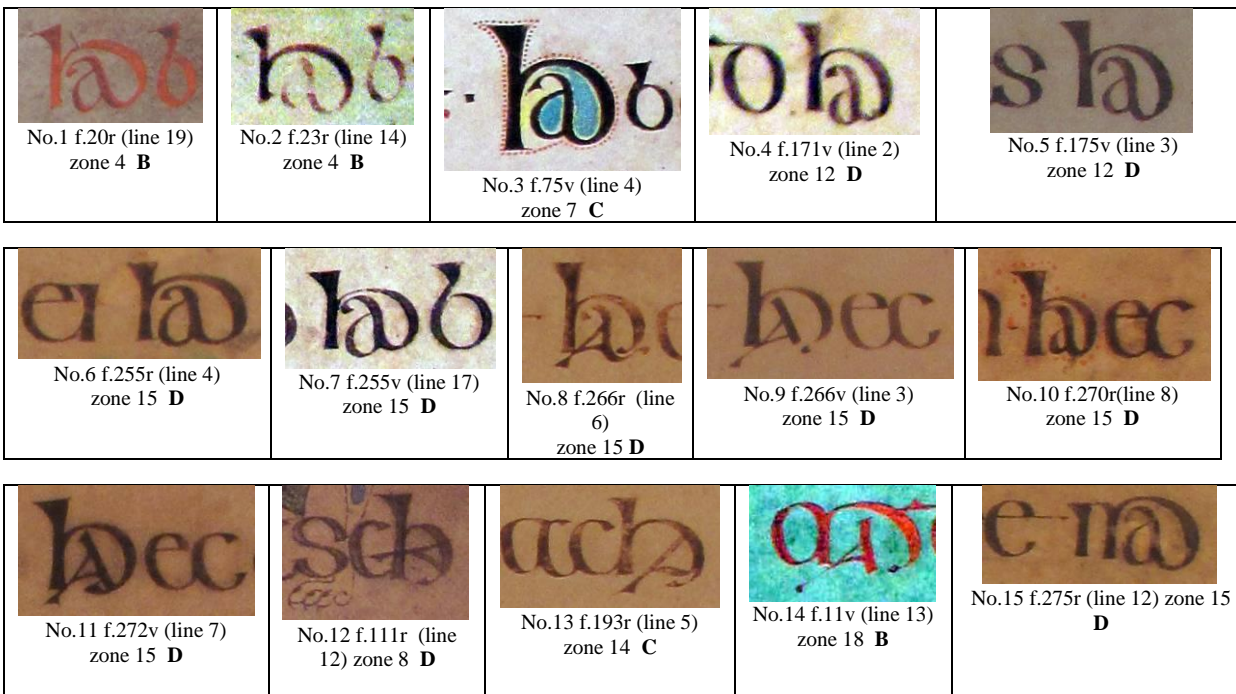 hab
No.1 f.20r (line 19)
zone 4 B
hab
No.2 f.23r (line 14)
zone 4 B
hab
No.3 f.75v (line 4)
zone 7 C
o ha
No.4 f.171v (line 2)
zone 12 D
s ha
No.5 f.175v (line 3)
zone 12 D
ei ha
No.6 f.255r (line 4)
zone 15 D
hab
No.7 f.255v (line 17)
zone 15 D
ha
No.8 f.266r (line
6)
zone 15 D
haec
No.9 f.266v (line 3)
zone 15 D
haec
No.10 f.270r(line 8)
zone 15 D
haec
No.11 f.272v (line 7)
zone 15 D
scha
No.12 f.111r (line
12) zone 8 D
acha
No.13 f.193r (line 5)
zone 14 C
No.14 f.11v (line 13)
zone 18 B
No.15 f.275r (line 12) zone 15
D